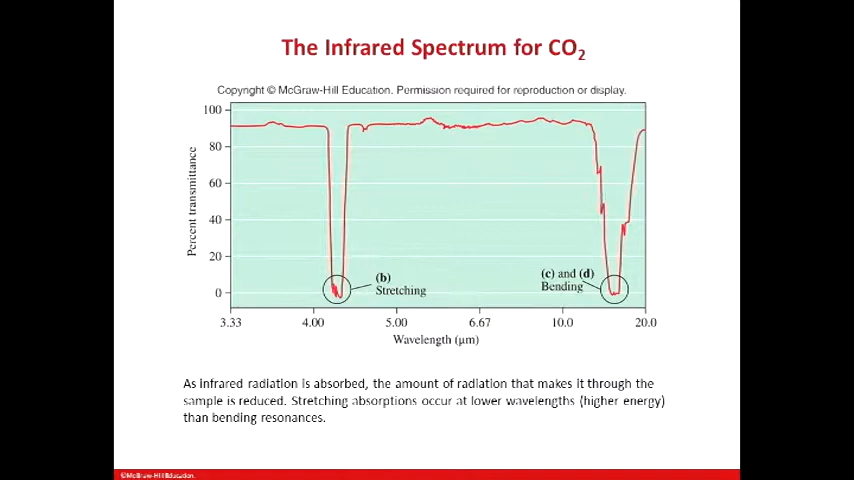 The Infrared Spectrum for CO₂
Copyright © McGraw-Hill Education. Permission required for reproduction or display.
100
80
60
40
20
0
Percent transmittance
(b)
Stretching
(c) and (d)
Bending
3.33 4.00 5.00 6.67 10.0 20.0
Wavelength (μm)
As infrared radiation is absorbed, the amount of radiation that makes it through the
sample is reduced. Stretching absorptions occur at lower wavelengths (higher energy)
than bending resonances.
©McGraw-Hill Education.